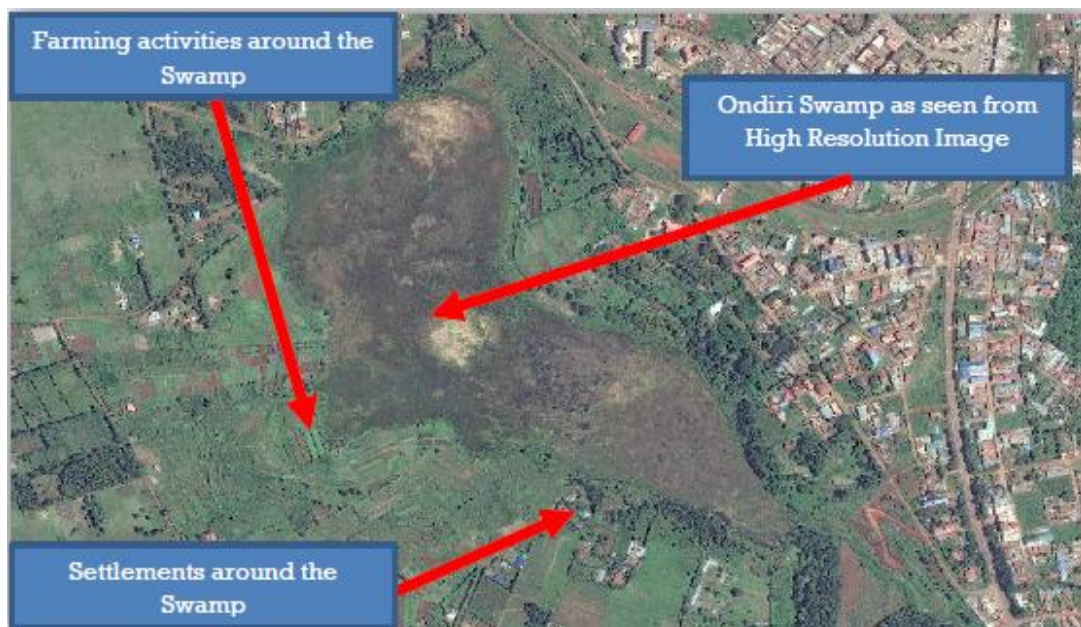 Farming activities around the
Swamp
Ondiri Swamp as seen from
High Resolution Image
Settlements around the
Swamp